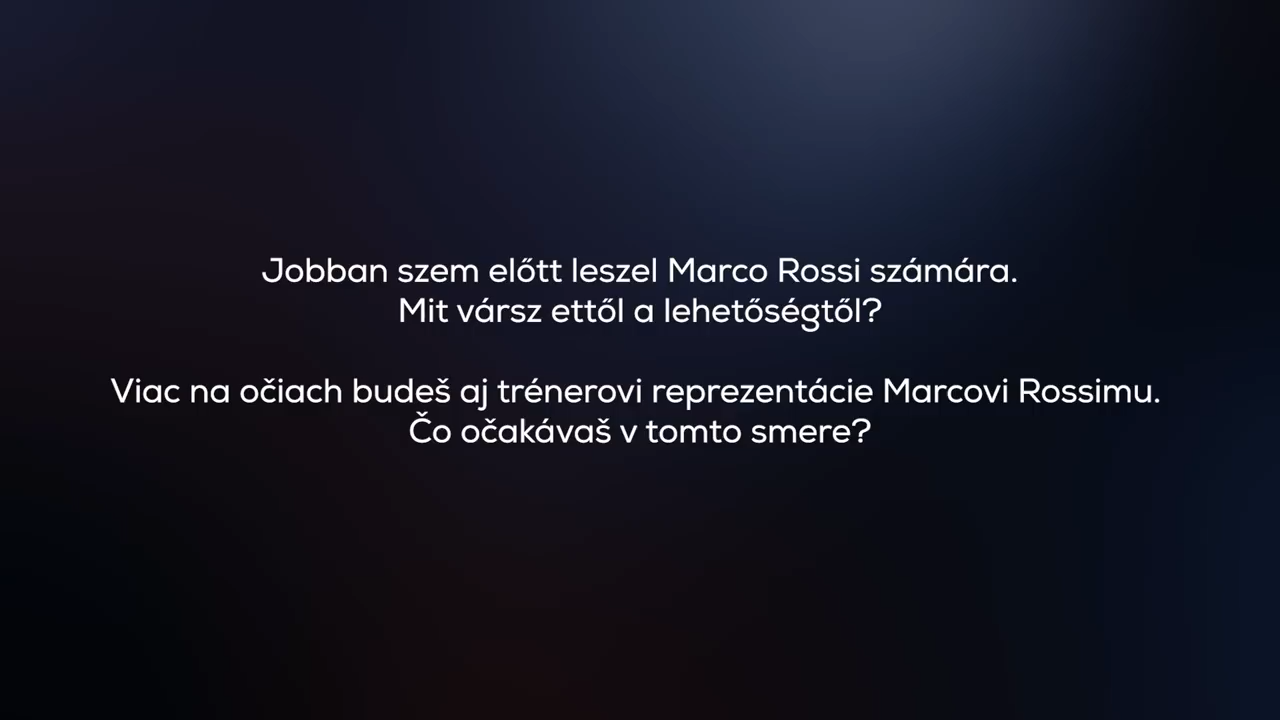 Jobban szem előtt leszel Marco Rossi számára.
Mit vársz ettől a lehetőségtől?
Viac na očiach budeš aj trénerovi reprezentácie Marcovi Rossimu.
Čo očakávaš v tomto smere?